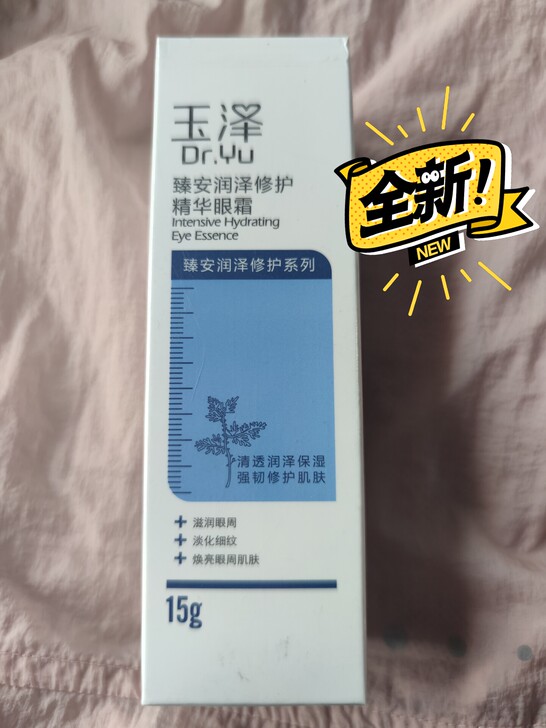 玉泽
Dr.Yu
臻安润泽修护
精华眼霜
Intensive Hydrating
Eye Essence
臻安润泽修护系列
清透润泽保湿
强韧修护肌肤
滋润眼周
淡化细纹
焕亮眼周肌肤
15g
全新!
NEW